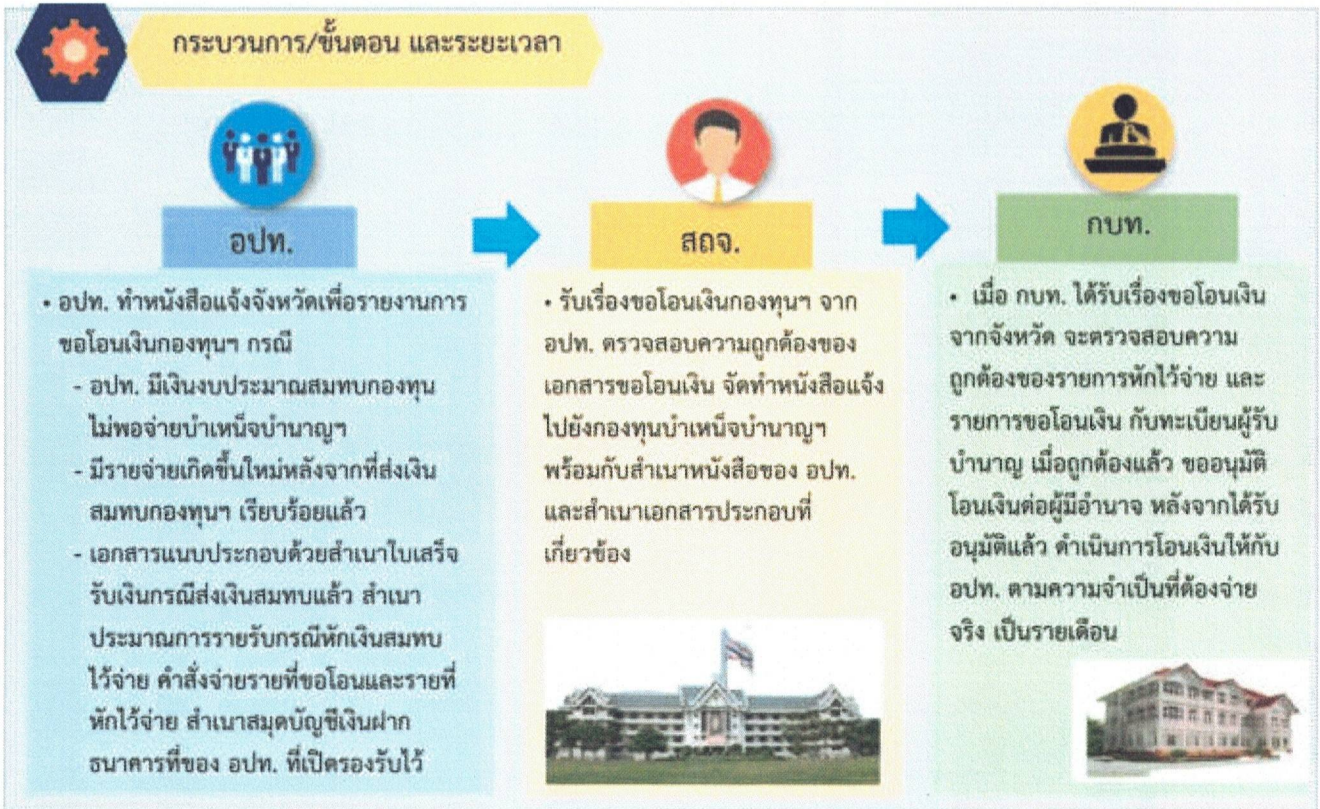 กระบวนการ/ขั้นตอน และระยะเวลา
อปท.
• อปท. ทำหนังสือแจ้งจังหวัดเพื่อรายงานการ
ขอโอนเงินกองทุนฯ กรณี
- อปท. มีเงินงบประมาณสมทบกองทุน
ไม่พอจ่ายบำเหน็จบำนาญฯ
- มีรายจ่ายเกิดขึ้นใหม่หลังจากที่ส่งเงิน
สมทบกองทุนฯ เรียบร้อยแล้ว
- เอกสารแนบประกอบด้วยสำเนาใบเสร็จ
รับเงินกรณีส่งเงินสมทบแล้ว สำเนา
ประมาณการรายรับกรณีหักเงินสมทบ
ไว้จ่าย คำสั่งจ่ายรายที่ขอโอนและรายที่
หักไว้จ่าย สำเนาสมุดบัญชีเงินฝาก
ธนาคารที่ของ อปท. ที่เปิดรองรับไว้
สถจ.
• รับเรื่องขอโอนเงินกองทุนฯ จาก
อปท. ตรวจสอบความถูกต้องของ
เอกสารขอโอนเงิน จัดทำหนังสือแจ้ง
ไปยังกองทุนบำเหน็จบำนาญฯ
พร้อมกับสำเนาหนังสือของ อปท.
และสำเนาเอกสารประกอบที่
เกี่ยวข้อง
กบท.
• เมื่อ กบท. ได้รับเรื่องขอโอนเงิน
จากจังหวัด จะตรวจสอบความ
ถูกต้องของรายการหักไว้จ่าย และ
รายการขอโอนเงิน กับทะเบียนผู้รับ
บำนาญ เมื่อถูกต้องแล้ว ขออนุมัติ
โอนเงินต่อผู้มีอำนาจ หลังจากได้รับ
อนุมัติแล้ว ดำเนินการโอนเงินให้กับ
อปท. ตามความจำเป็นที่ต้องจ่าย
จริง เป็นรายเดือน